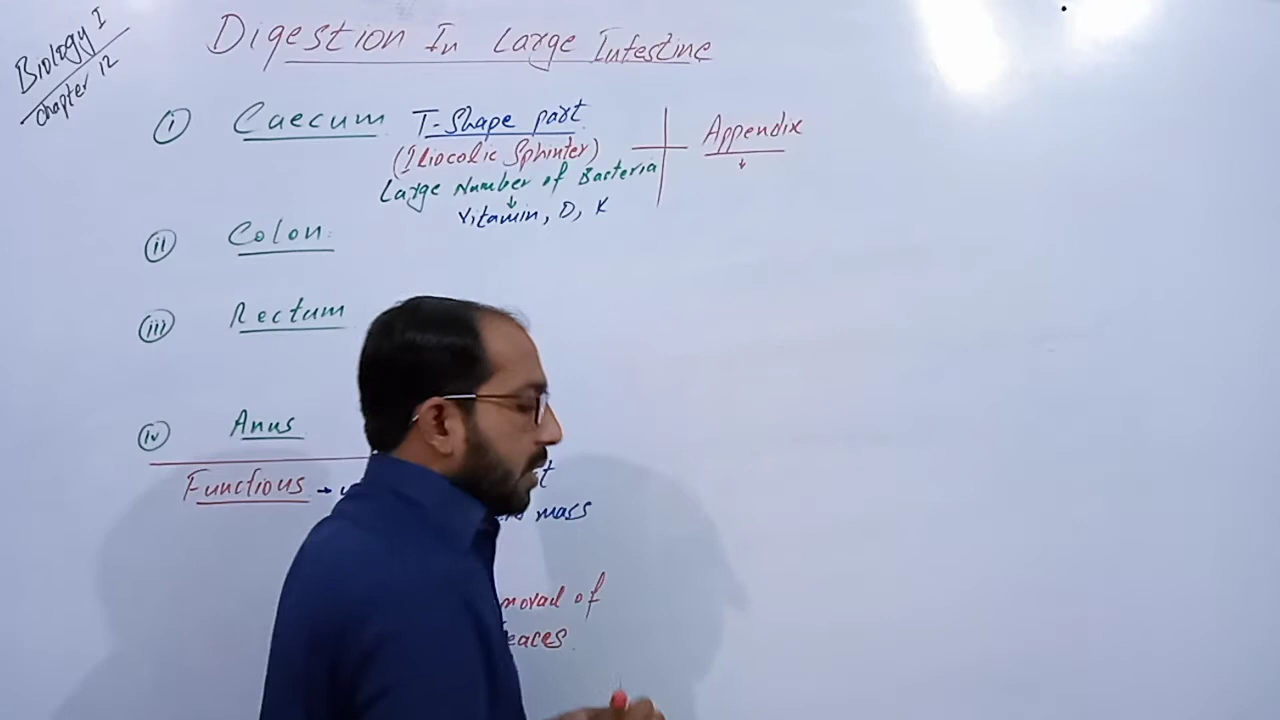 Biology I
Chapter 12
Digestion In Large Intestine
i Caecum T-Shape part
(Iliocolic Sphinter)
Large Number of Bacteria
Vitamin, D, K
Appendix
ii Colon
iii Rectum
iv Anus
Functions
mass
of